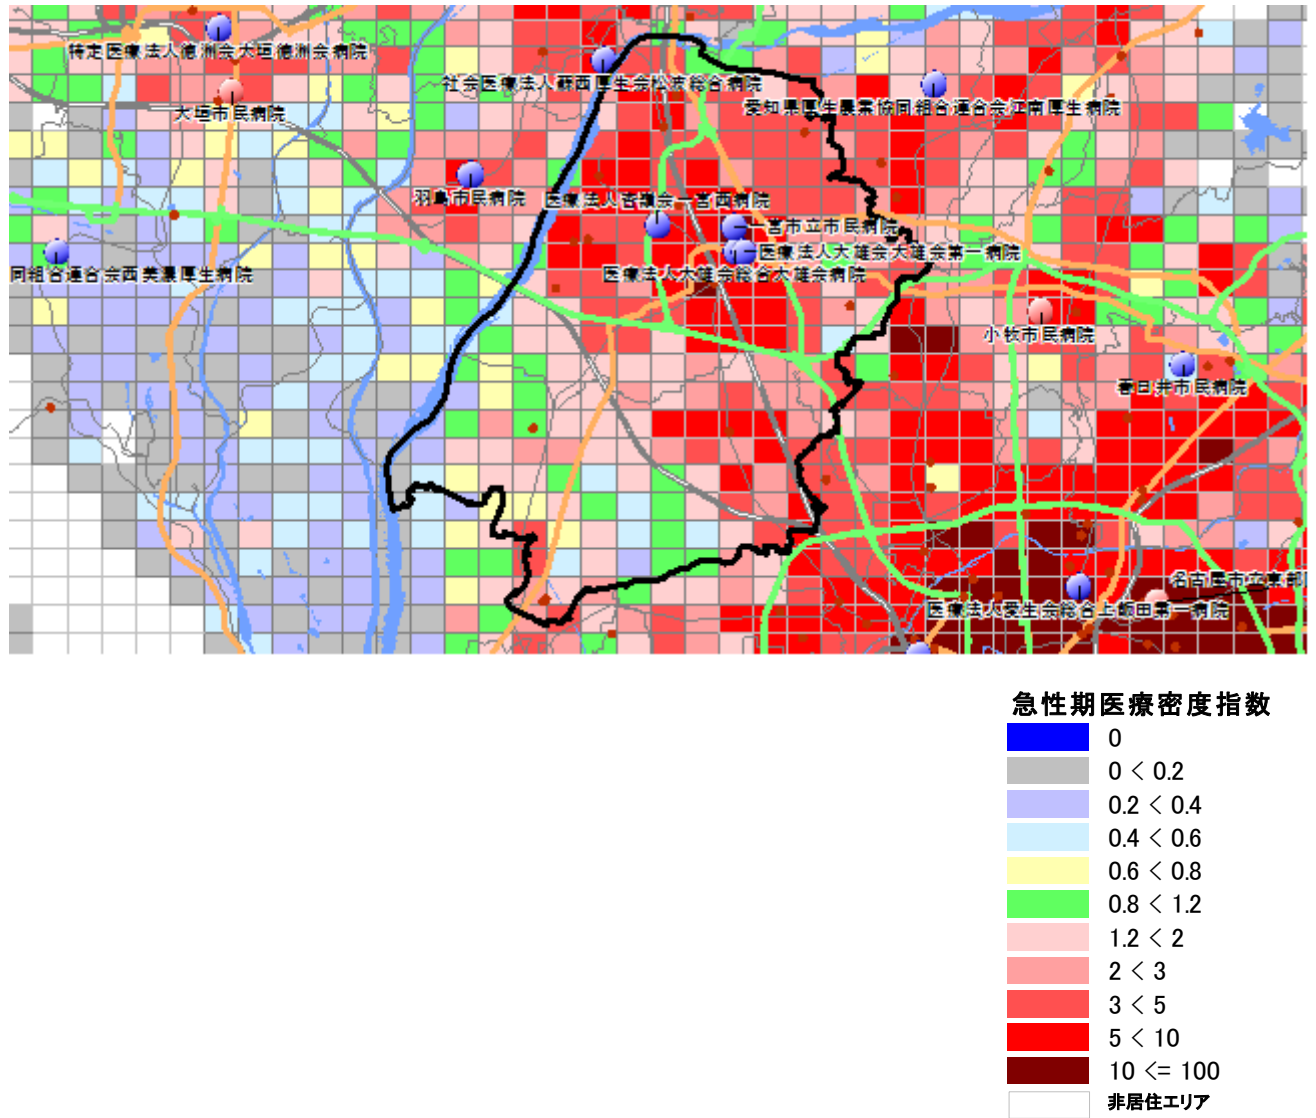 特定医療法人徳洲会大垣徳洲会病院
大垣市民病院
社会医療法人蘇西厚生会松波総合病院
愛知県厚生農業協同組合連合会江南厚生病院
羽島市民病院
医療法人杏嶺会一宮西病院
一宮市立市民病院
医療法人大雄会大雄会第一病院
医療法人大雄会総合大雄会病院
同組合連合会西美濃厚生病院
小牧市民病院
春日井市民病院
名古屋市立東部
医療法人愛生会総合上飯田第一病院
急性期医療密度指数
0
0 < 0.2
0.2 < 0.4
0.4 < 0.6
0.6 < 0.8
0.8 < 1.2
1.2 < 2
2 < 3
3 < 5
5 < 10
10 <= 100
非居住エリア